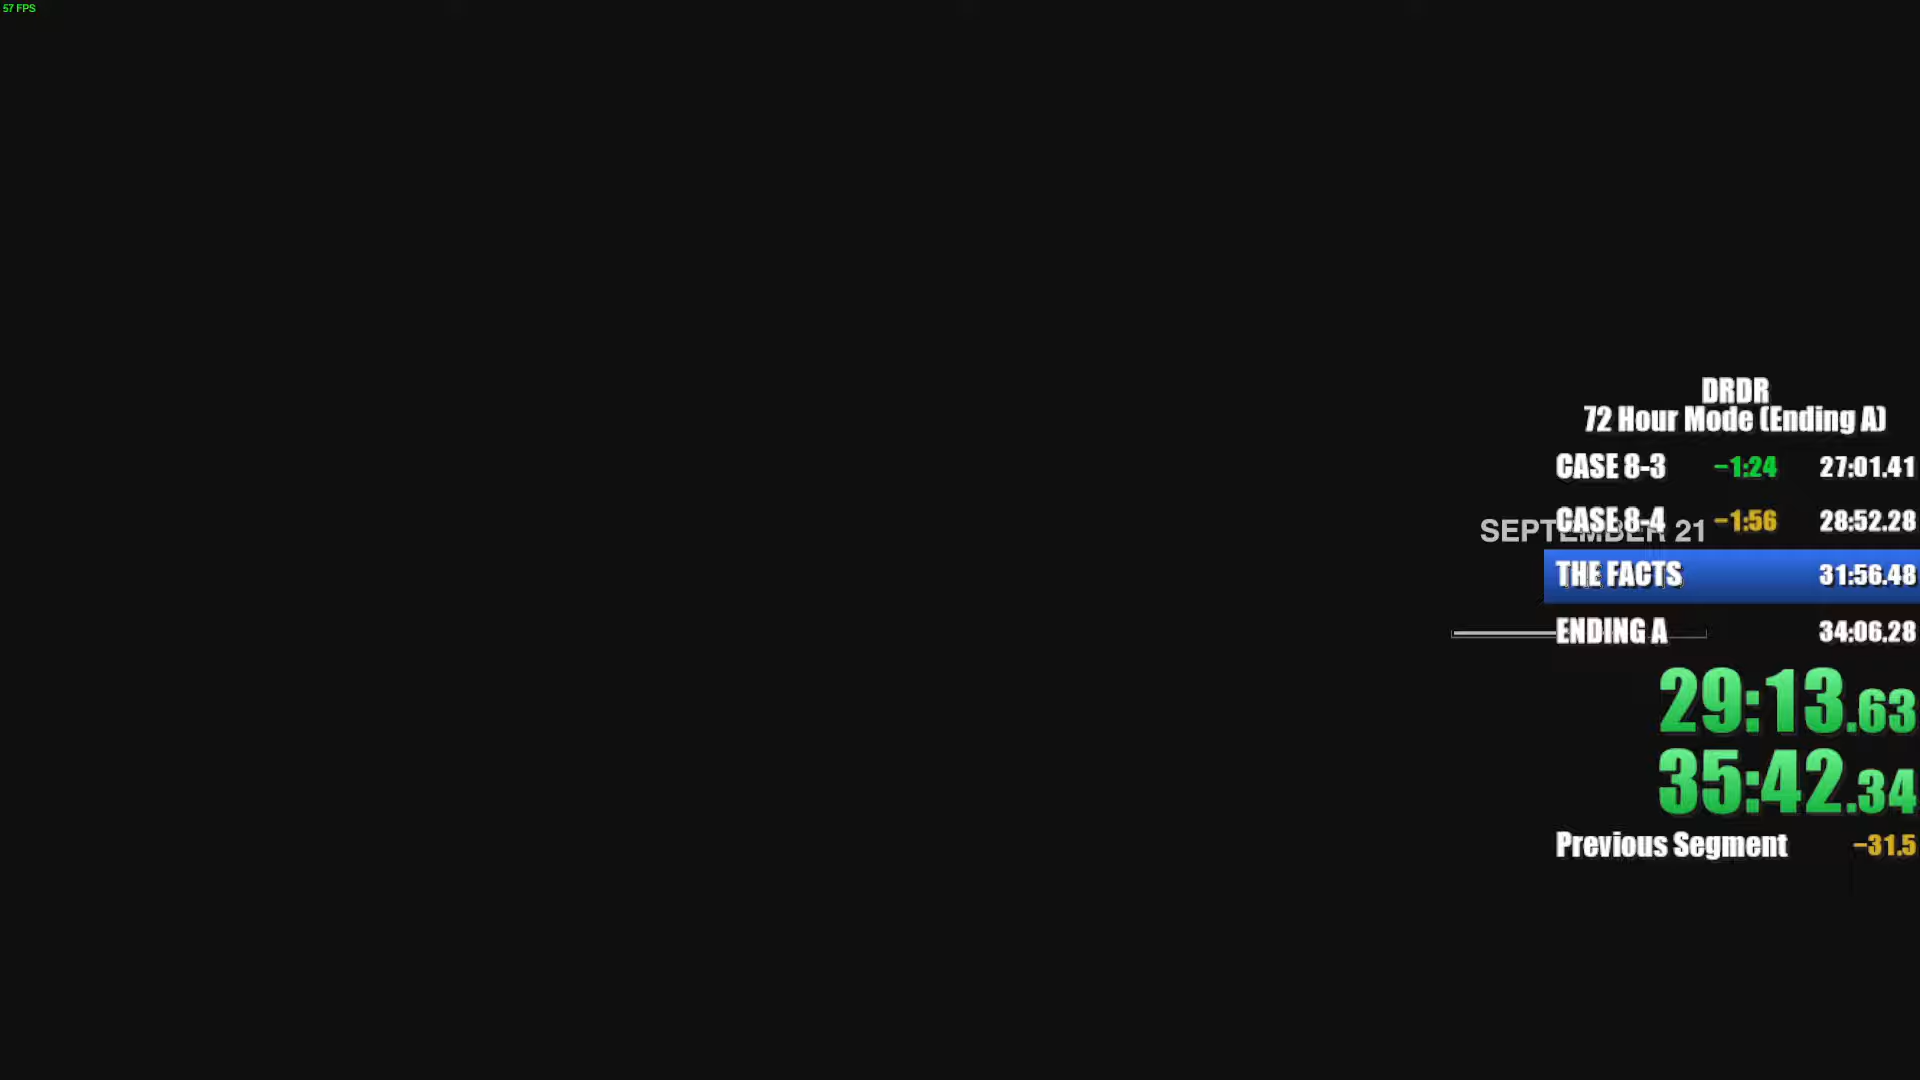 57 FPS
DRDR
72 Hour Mode (Ending A)
CASE 8-3 −1:24 27:01.41
CASE 8-4 −1:56 28:52.28
SEPTEMBER 21
THE FACTS 31:56.48
ENDING A 34:06.28
29:13.63
35:42.34
Previous Segment −31.5